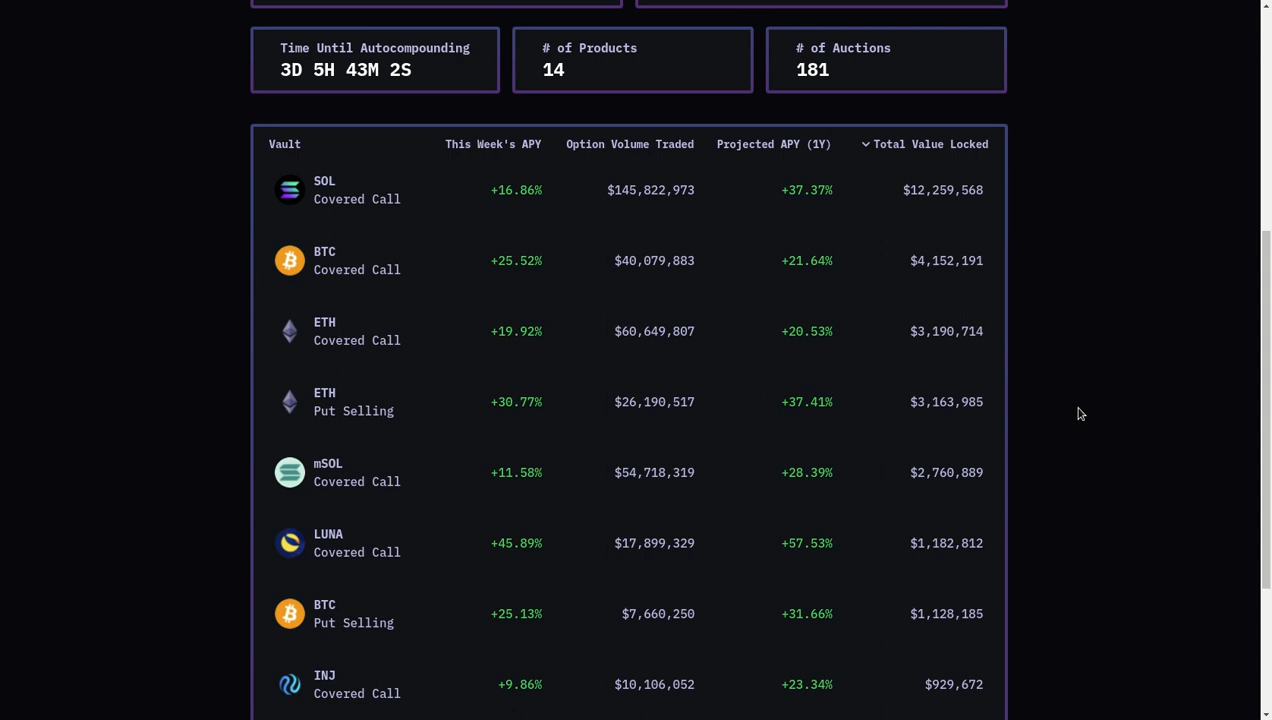 Time Until Autocompounding # of Products # of Auctions
3D 5H 43M 2S 14 181
Vault This Week's APY Option Volume Traded Projected APY (1Y) Total Value Locked
SOL
Covered Call +16.86% $145,822,973 +37.37% $12,259,568
BTC
Covered Call +25.52% $40,079,883 +21.64% $4,152,191
ETH
Covered Call +19.92% $60,649,807 +20.53% $3,190,714
ETH
Put Selling +30.77% $26,190,517 +37.41% $3,163,985
mSOL
Covered Call +11.58% $54,718,319 +28.39% $2,760,889
LUNA
Covered Call +45.89% $17,899,329 +57.53% $1,182,812
BTC
Put Selling +25.13% $7,660,250 +31.66% $1,128,185
INJ
Covered Call +9.86% $10,106,052 +23.34% $929,672